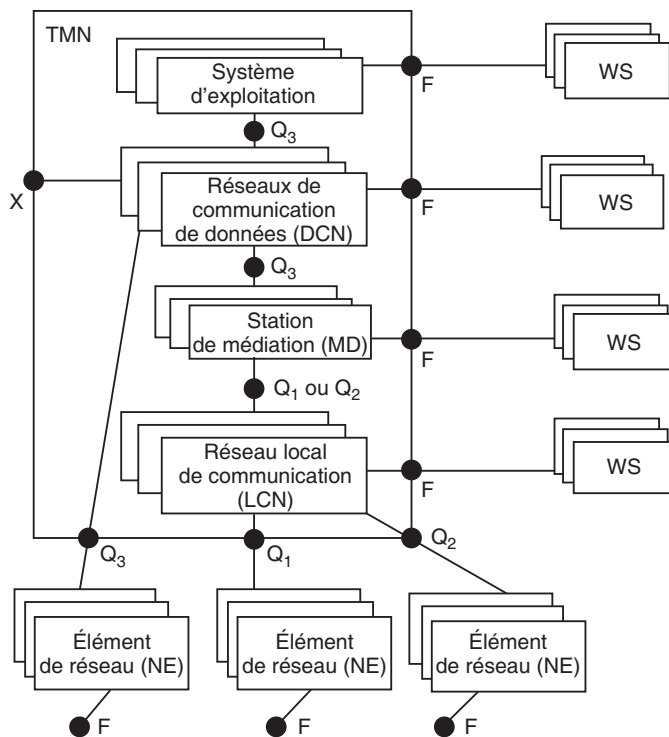 TMN
Système
d'exploitation
F
WS
Q₃
X
Réseaux de
communication
de données (DCN)
F
WS
Q₃
Station
de médiation (MD)
F
WS
Q₁ ou Q₂
Réseau local
de communication
(LCN)
F
WS
Q₃
Q₁
Q₂
Élément
de réseau (NE)
Élément
de réseau (NE)
Élément
de réseau (NE)
F
F
F